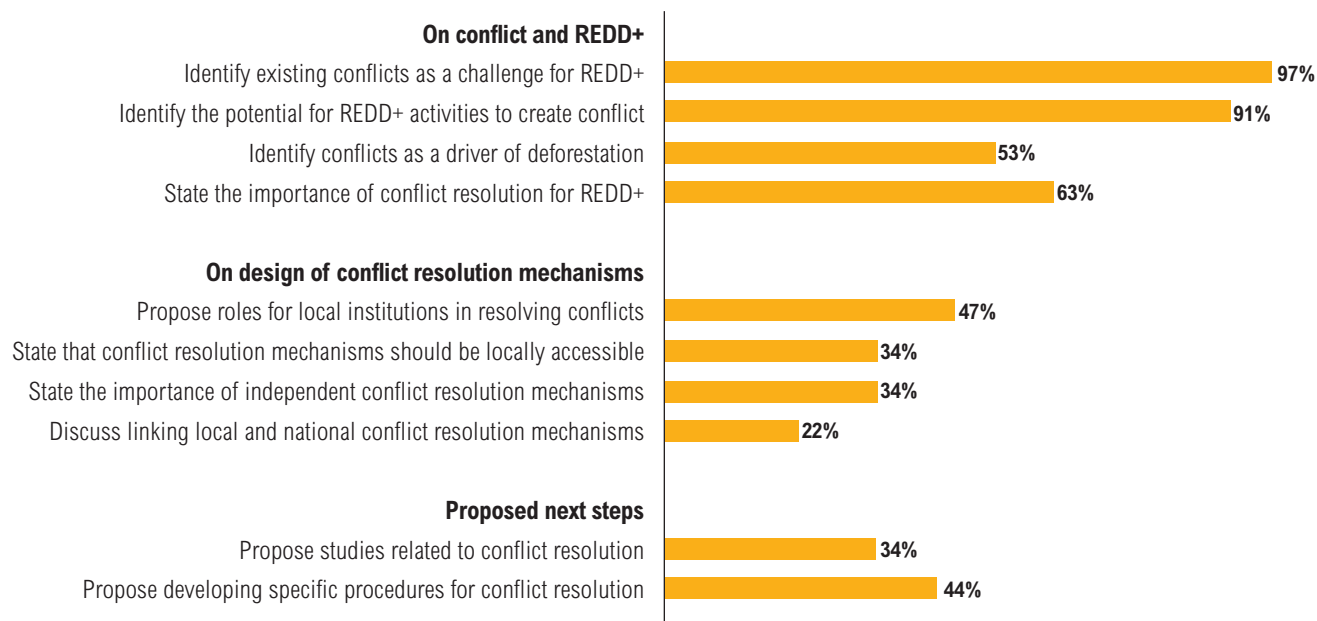 On conflict and REDD+
Identify existing conflicts as a challenge for REDD+ 97%
Identify the potential for REDD+ activities to create conflict 91%
Identify conflicts as a driver of deforestation 53%
State the importance of conflict resolution for REDD+ 63%
On design of conflict resolution mechanisms
Propose roles for local institutions in resolving conflicts 47%
State that conflict resolution mechanisms should be locally accessible 34%
State the importance of independent conflict resolution mechanisms 34%
Discuss linking local and national conflict resolution mechanisms 22%
Proposed next steps
Propose studies related to conflict resolution 34%
Propose developing specific procedures for conflict resolution 44%